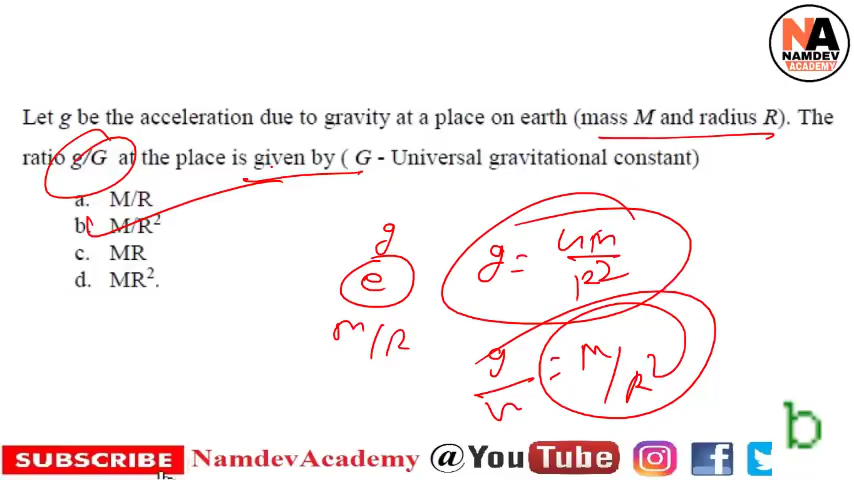 NA
NAMDEV
ACADEMY
Let g be the acceleration due to gravity at a place on earth (mass M and radius R). The
ratio g/G at the place is given by ( G - Universal gravitational constant)
a. M/R
b. M/R²
c. MR
d. MR².
g
e
M/R
g = GM/R²
g/G = M/R²
b
SUBSCRIBE NamdevAcademy @YouTube